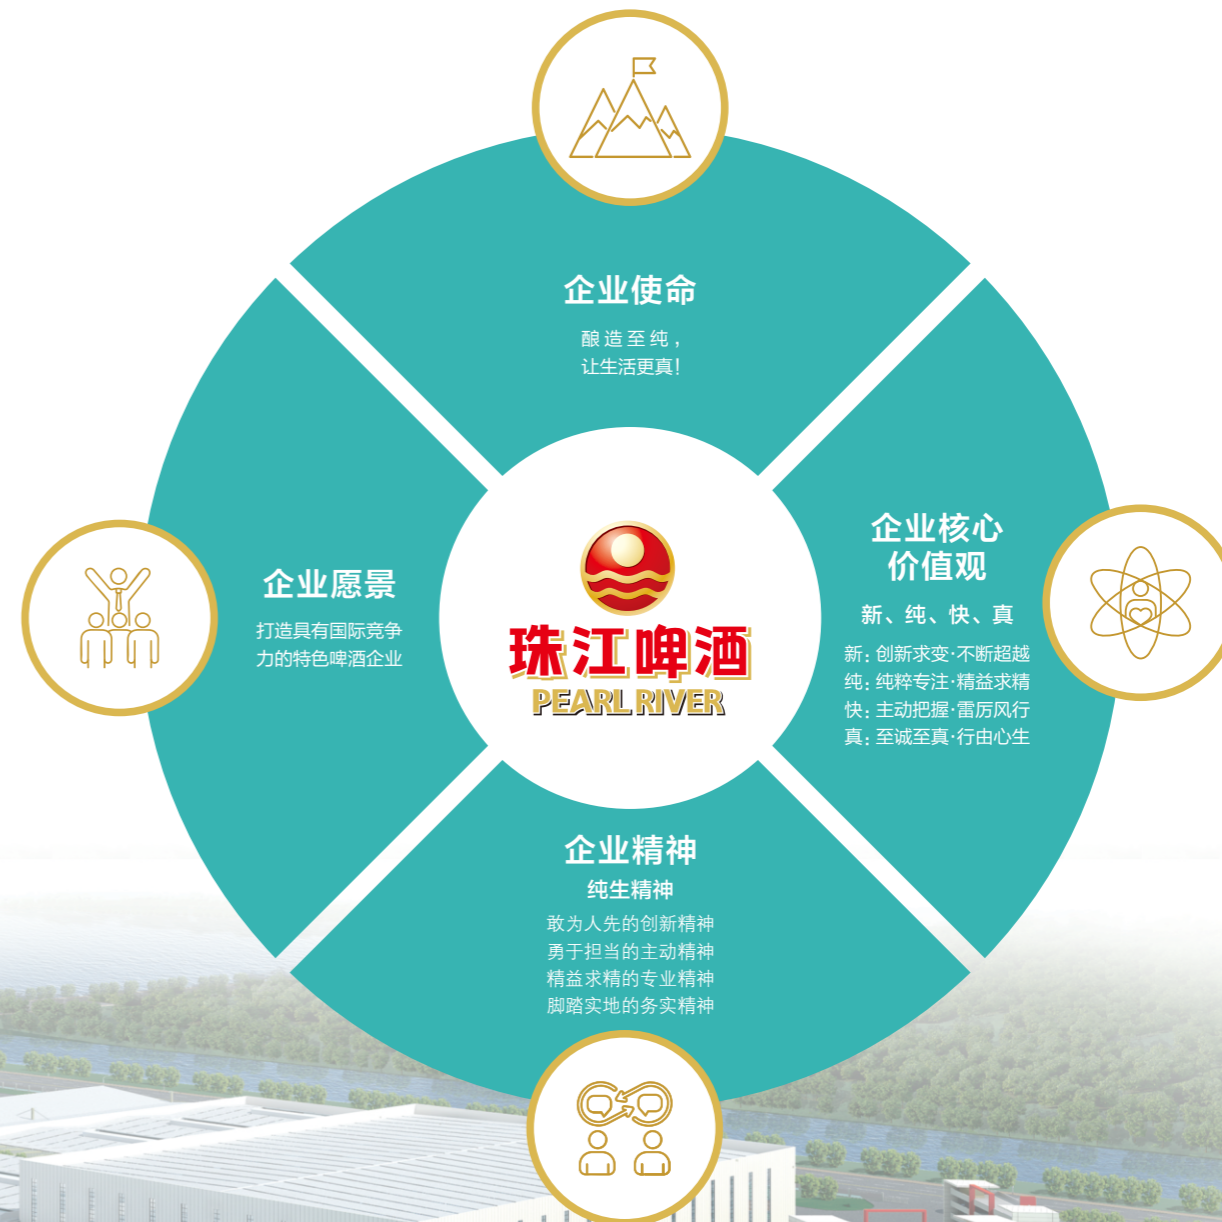 企业使命
酿造至纯，
让生活更真！
企业愿景
打造具有国际竞争
力的特色啤酒企业
珠江啤酒
PEARL RIVER
企业核心
价值观
新、纯、快、真
新：创新求变·不断超越
纯：纯粹专注·精益求精
快：主动把握·雷厉风行
真：至诚至真·行由心生
企业精神
纯生精神
敢为人先的创新精神
勇于担当的主动精神
精益求精的专业精神
脚踏实地的务实精神